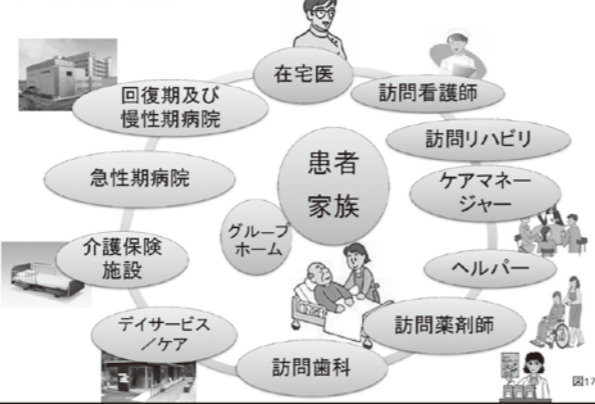 在宅医
訪問看護師
訪問リハビリ
ケアマネー
ジャー
ヘルパー
訪問薬剤師
訪問歯科
デイサービス
／ケア
介護保険
施設
急性期病院
回復期及び
慢性期病院
患者
家族
グループ
ホーム
図17